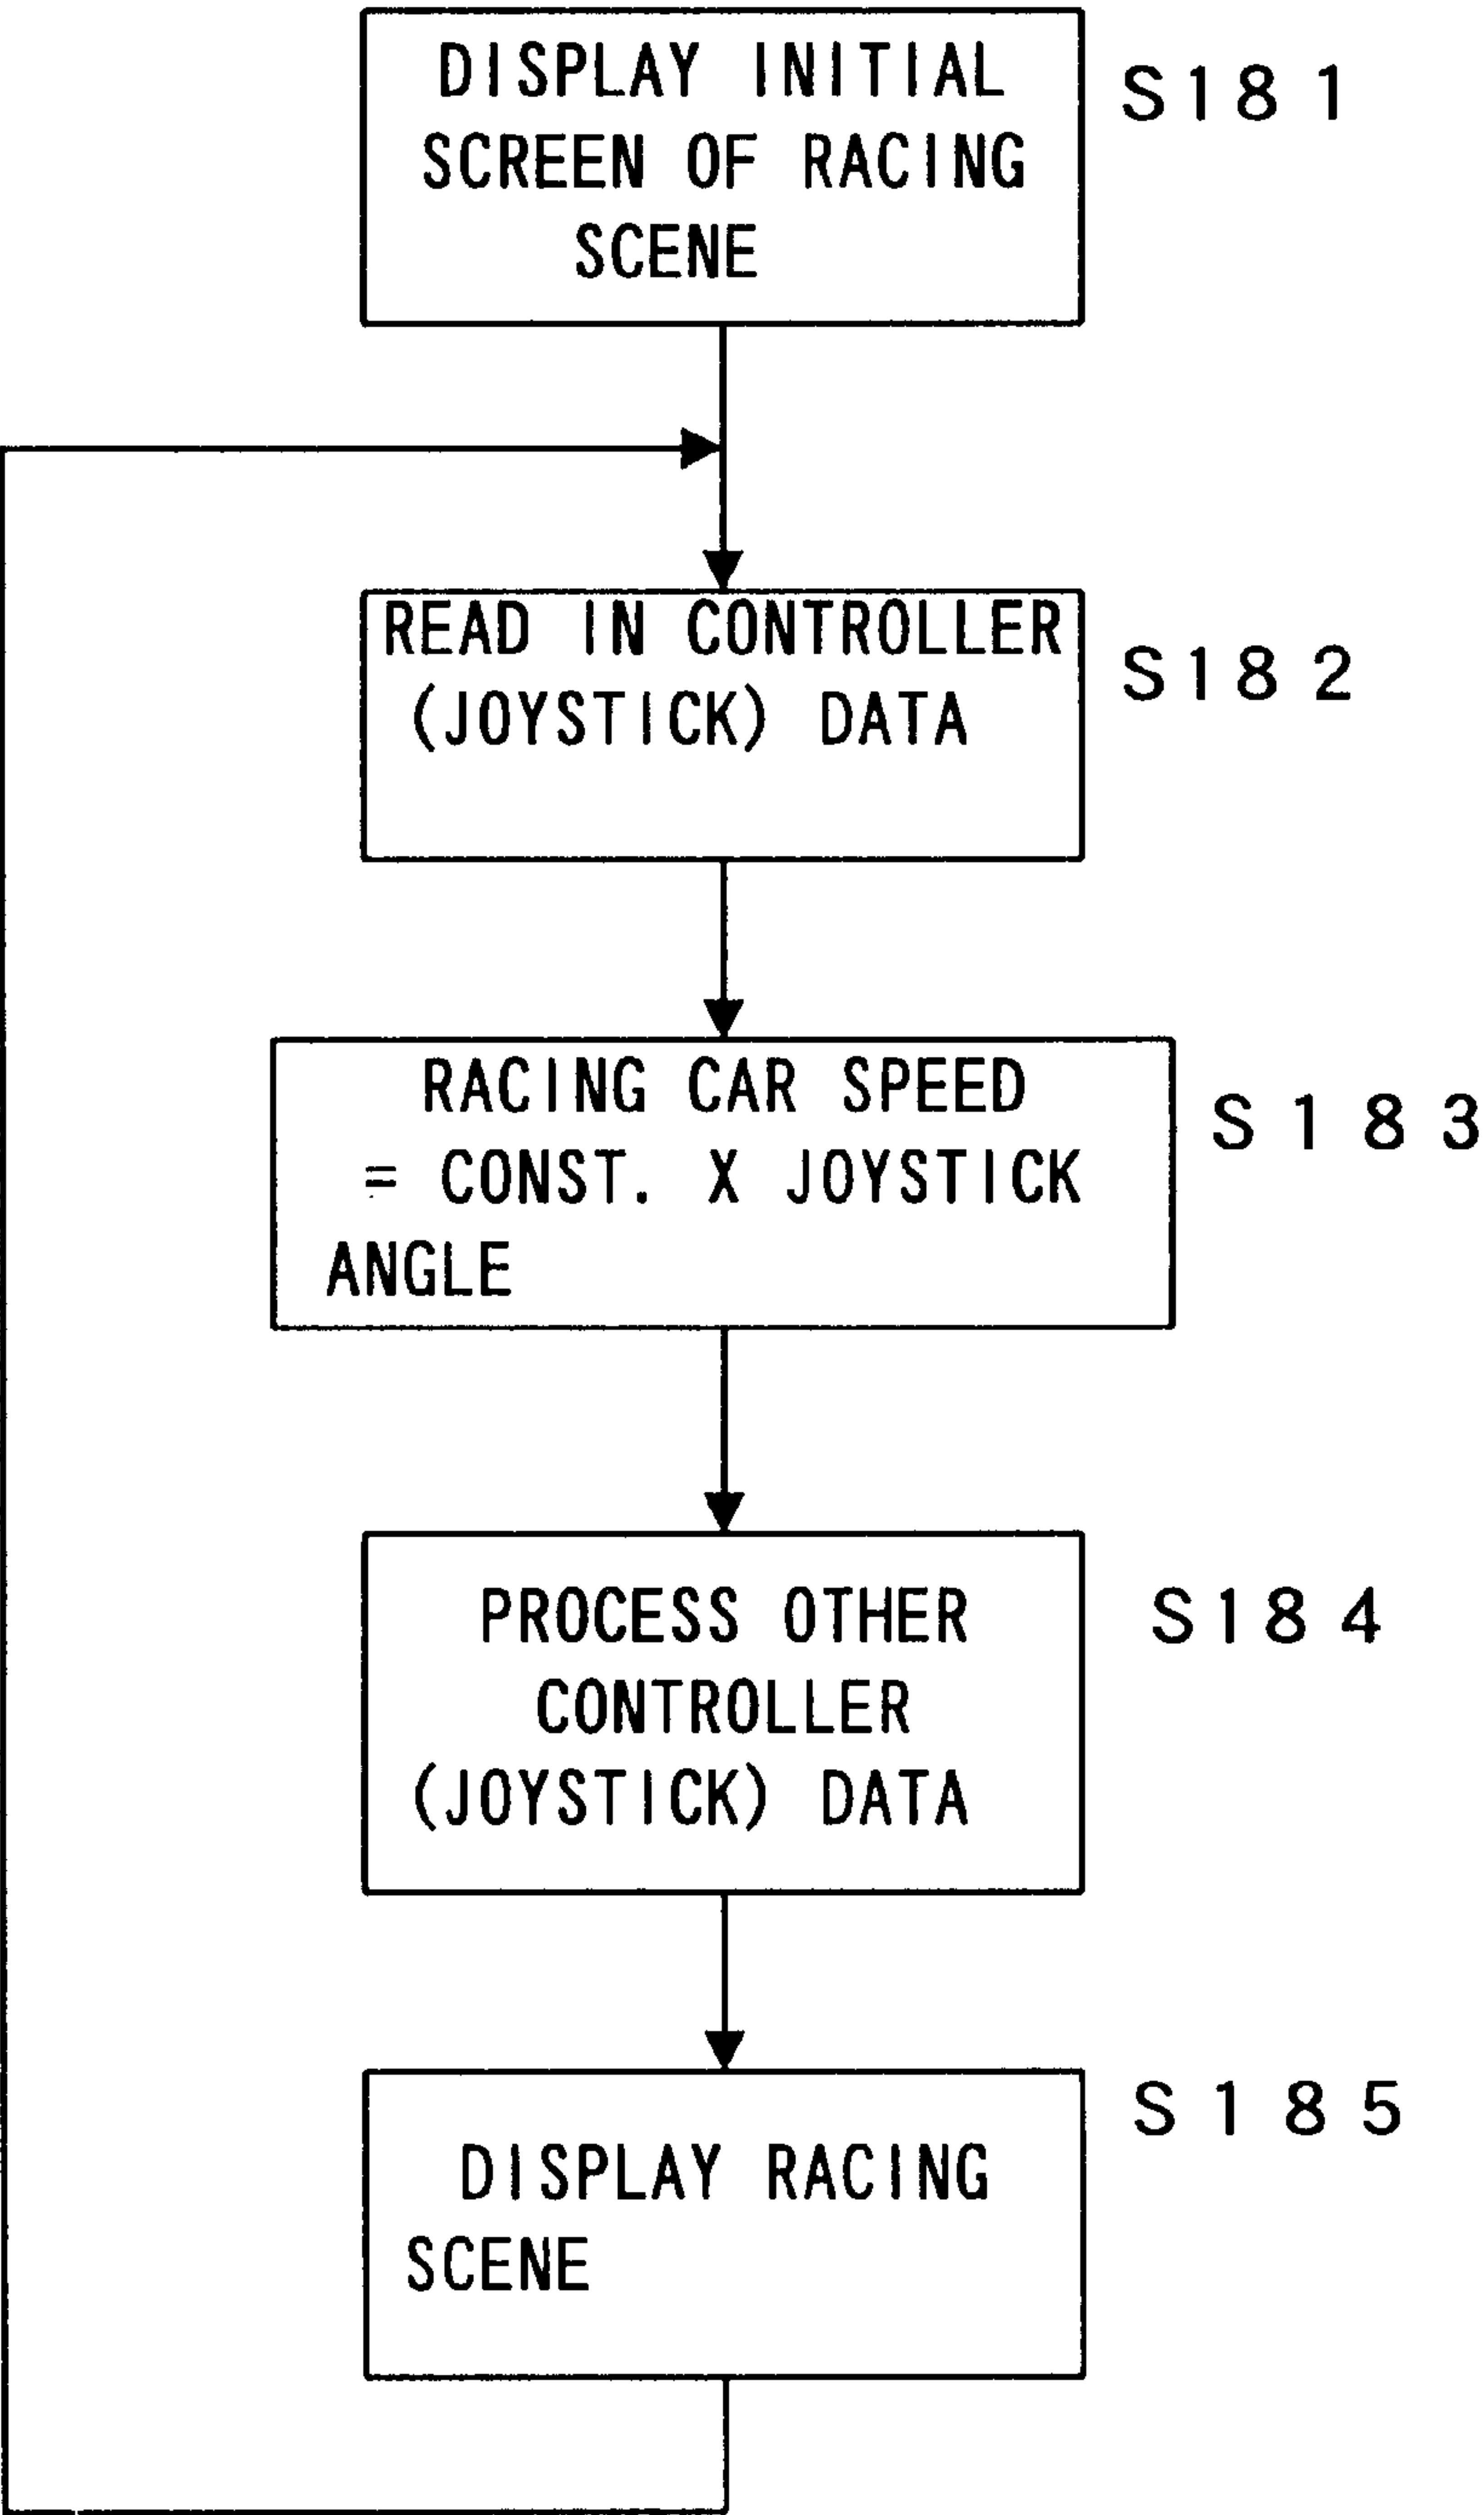 DISPLAY INITIAL
SCREEN OF RACING
SCENE
S181
READ IN CONTROLLER
(JOYSTICK) DATA
S182
RACING CAR SPEED
= CONST. X JOYSTICK
ANGLE
S183
PROCESS OTHER
CONTROLLER
(JOYSTICK) DATA
S184
DISPLAY RACING
SCENE
S185